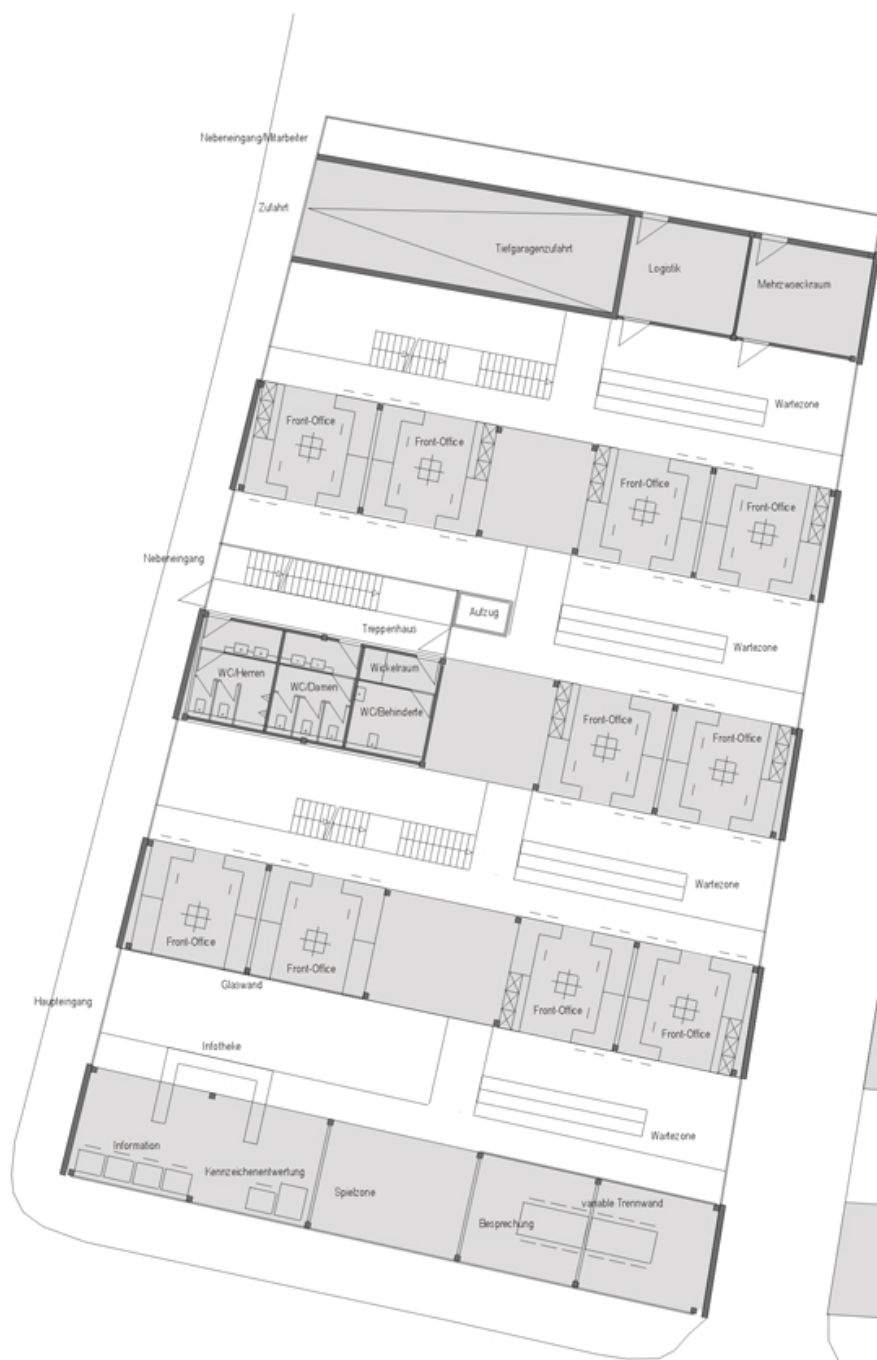 Nebeneingang/Mitarbeiter
Zufahrt
Tiefgaragenzufahrt
Logistik
Mehrzweckraum
Wartezone
Front-Office
Front-Office
Front-Office
Front-Office
Nebeneingang
Aufzug
Treppenhaus
Wartezone
Wickelraum
WC/Herren
WC/Damen
WC/Behinderte
Front-Office
Front-Office
Wartezone
Front-Office
Front-Office
Front-Office
Front-Office
Glaswand
Haupteingang
Infotheke
Wartezone
Information
Kennzeichenentwertung
Spielzone
Besprechung
variable Trennwand